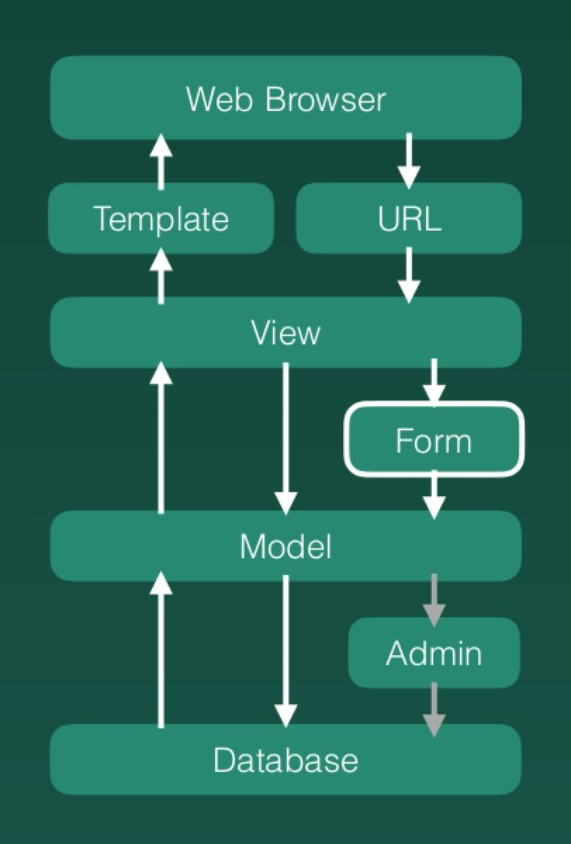 Web Browser
Template
URL
View
Form
Model
Admin
Database